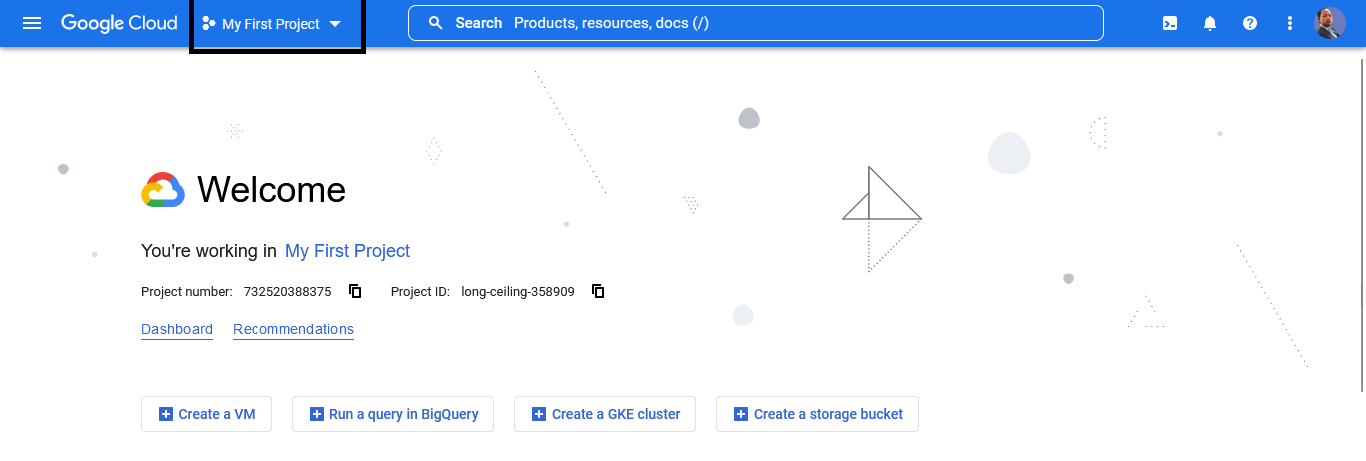 Google Cloud My First Project Search Products, resources, docs (/)
Welcome
You're working in My First Project
Project number: 732520388375 Project ID: long-ceiling-358909
Dashboard Recommendations
Create a VM Run a query in BigQuery Create a GKE cluster Create a storage bucket